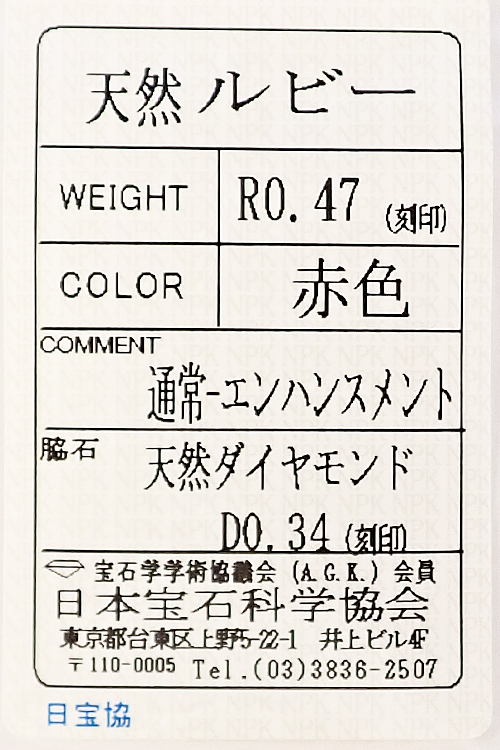 天然ルビー
WEIGHT R0.47 (刻印)
COLOR 赤色
COMMENT
通常-エンハンスメント
脇石 天然ダイヤモンド
D0.34 (刻印)
宝石学学術協議会 (A.G.K.) 会員
日本宝石科学協会
東京都台東区上野5-22-1 井上ビル4F
〒110-0005 Tel.(03)3836-2507
日宝協